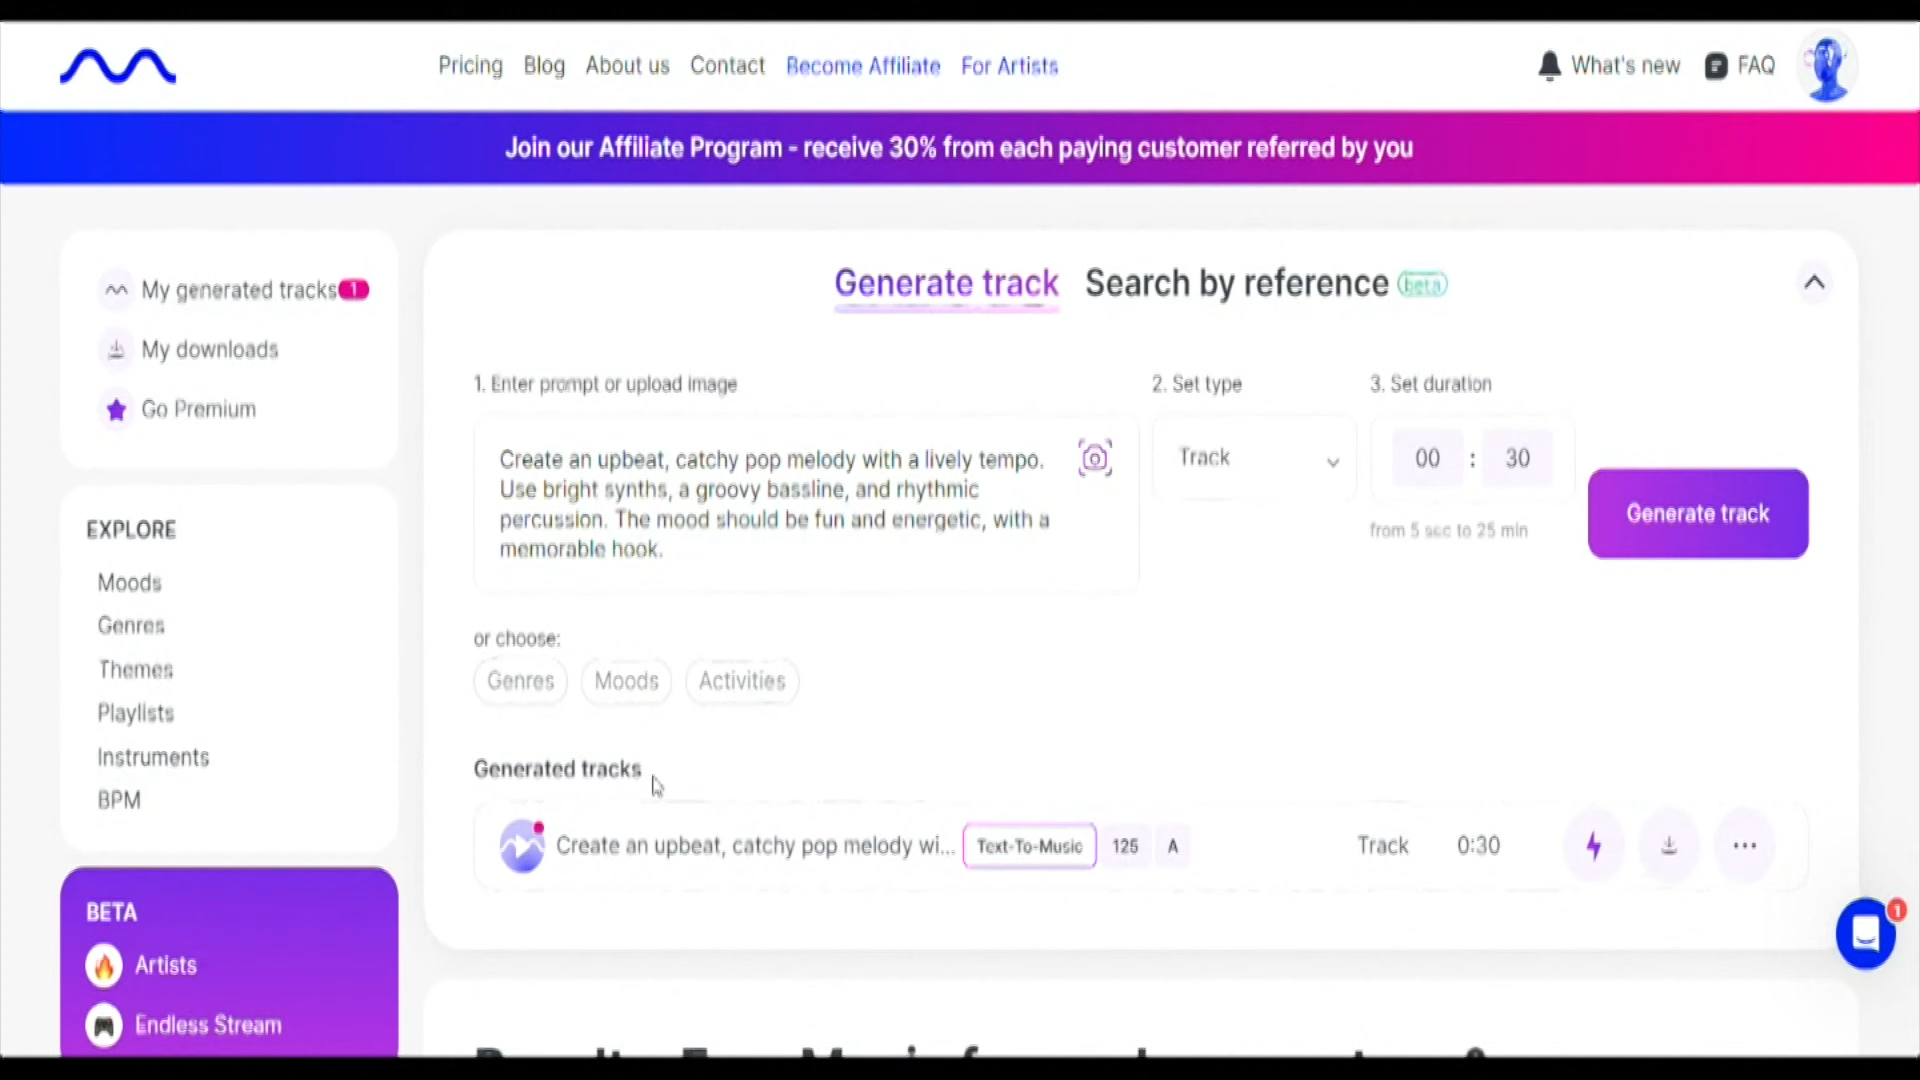 Pricing Blog About us Contact Become Affiliate For Artists What's new FAQ
Join our Affiliate Program - receive 30% from each paying customer referred by you
My generated tracks 1
My downloads
Go Premium
EXPLORE
Moods
Genres
Themes
Playlists
Instruments
BPM
BETA
Artists
Endless Stream
Generate track Search by reference beta
1. Enter prompt or upload image
2. Set type
3. Set duration
Create an upbeat, catchy pop melody with a lively tempo.
Use bright synths, a groovy bassline, and rhythmic
percussion. The mood should be fun and energetic, with a
memorable hook.
Track
00 : 30
from 5 sec to 25 min
Generate track
or choose:
Genres Moods Activities
Generated tracks
Create an upbeat, catchy pop melody wi... Text-To-Music 125 A Track 0:30
1